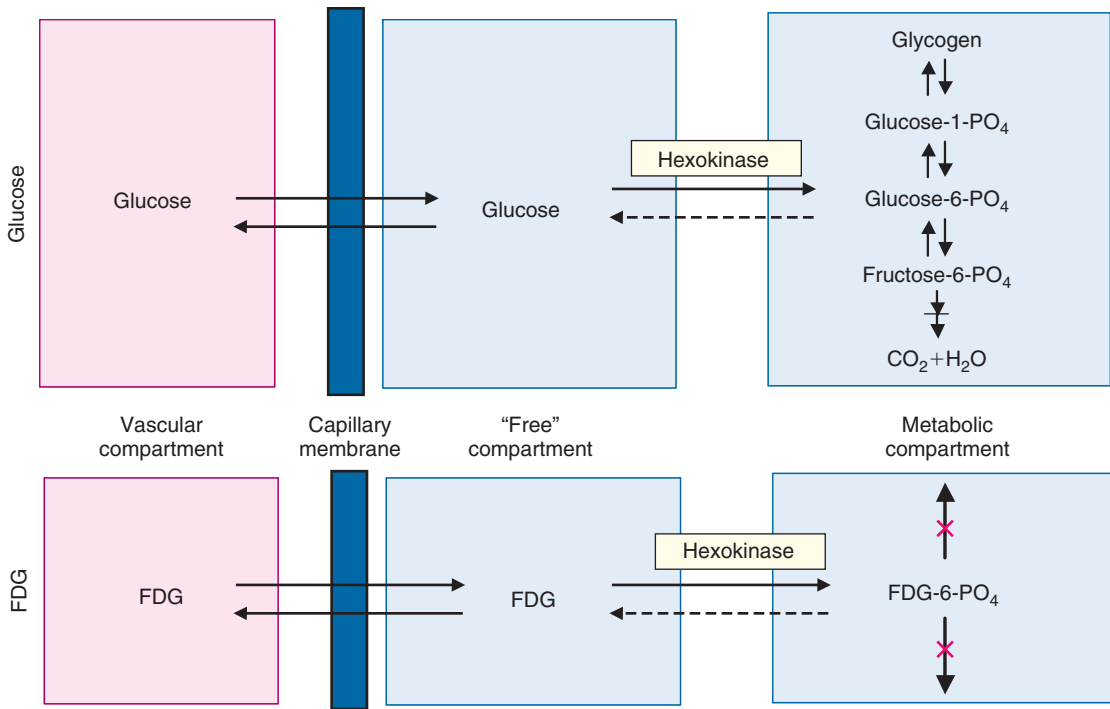 Glucose
Glucose
Glucose
Hexokinase
Glycogen
Glucose-1-PO₄
Glucose-6-PO₄
Fructose-6-PO₄
CO₂+H₂O
Vascular
compartment
Capillary
membrane
“Free”
compartment
Metabolic
compartment
FDG
FDG
FDG
Hexokinase
FDG-6-PO₄